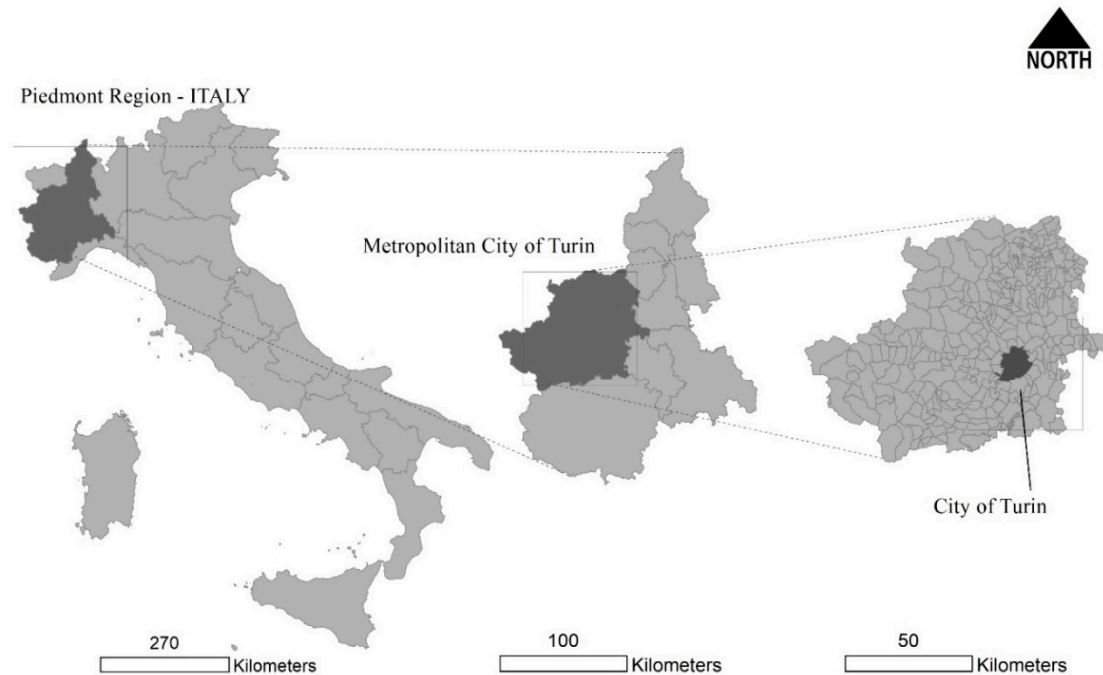 NORTH
Piedmont Region - ITALY
Metropolitan City of Turin
City of Turin
270
Kilometers
100
Kilometers
50
Kilometers